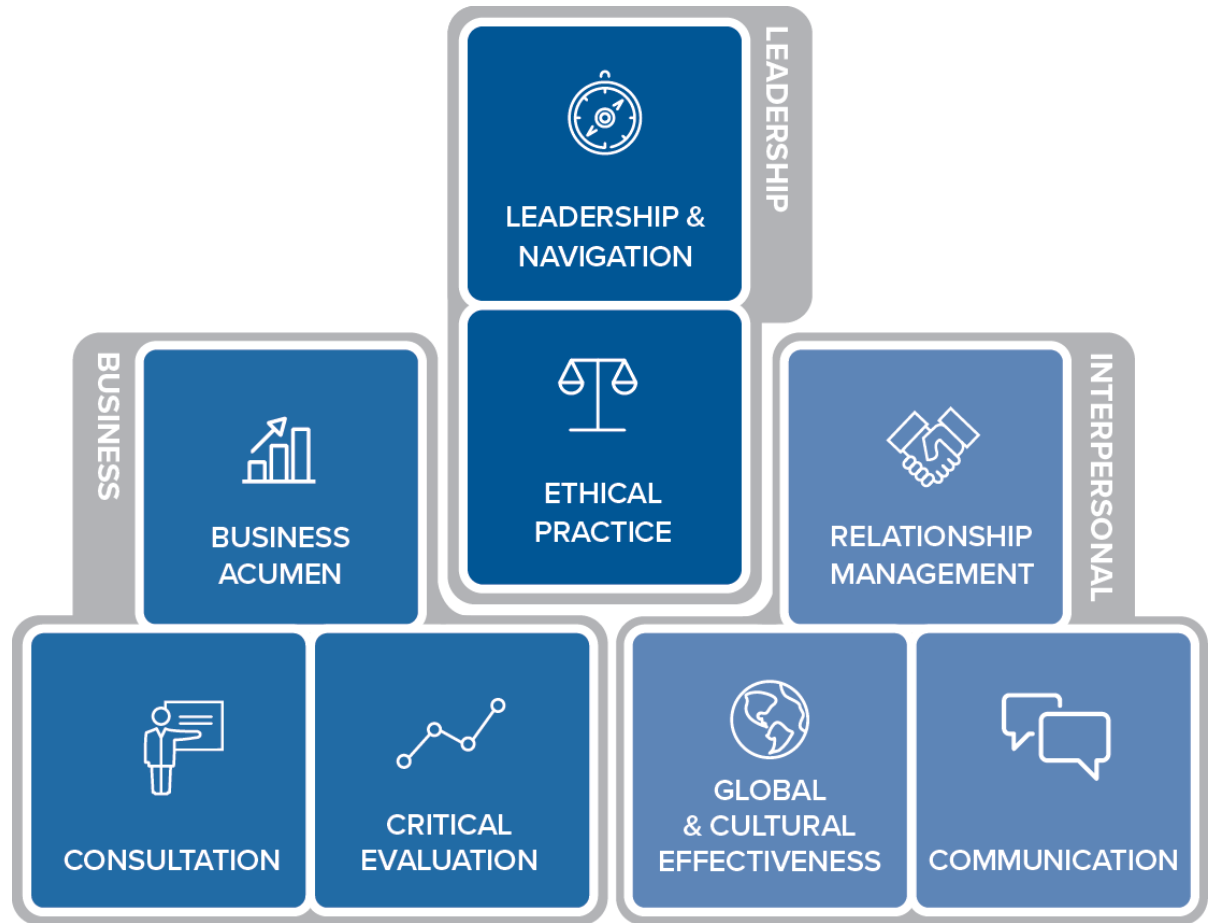 LEADERSHIP
LEADERSHIP &
NAVIGATION
ETHICAL
PRACTICE
BUSINESS
BUSINESS
ACUMEN
CONSULTATION
CRITICAL
EVALUATION
INTERPERSONAL
RELATIONSHIP
MANAGEMENT
GLOBAL
& CULTURAL
EFFECTIVENESS
COMMUNICATION